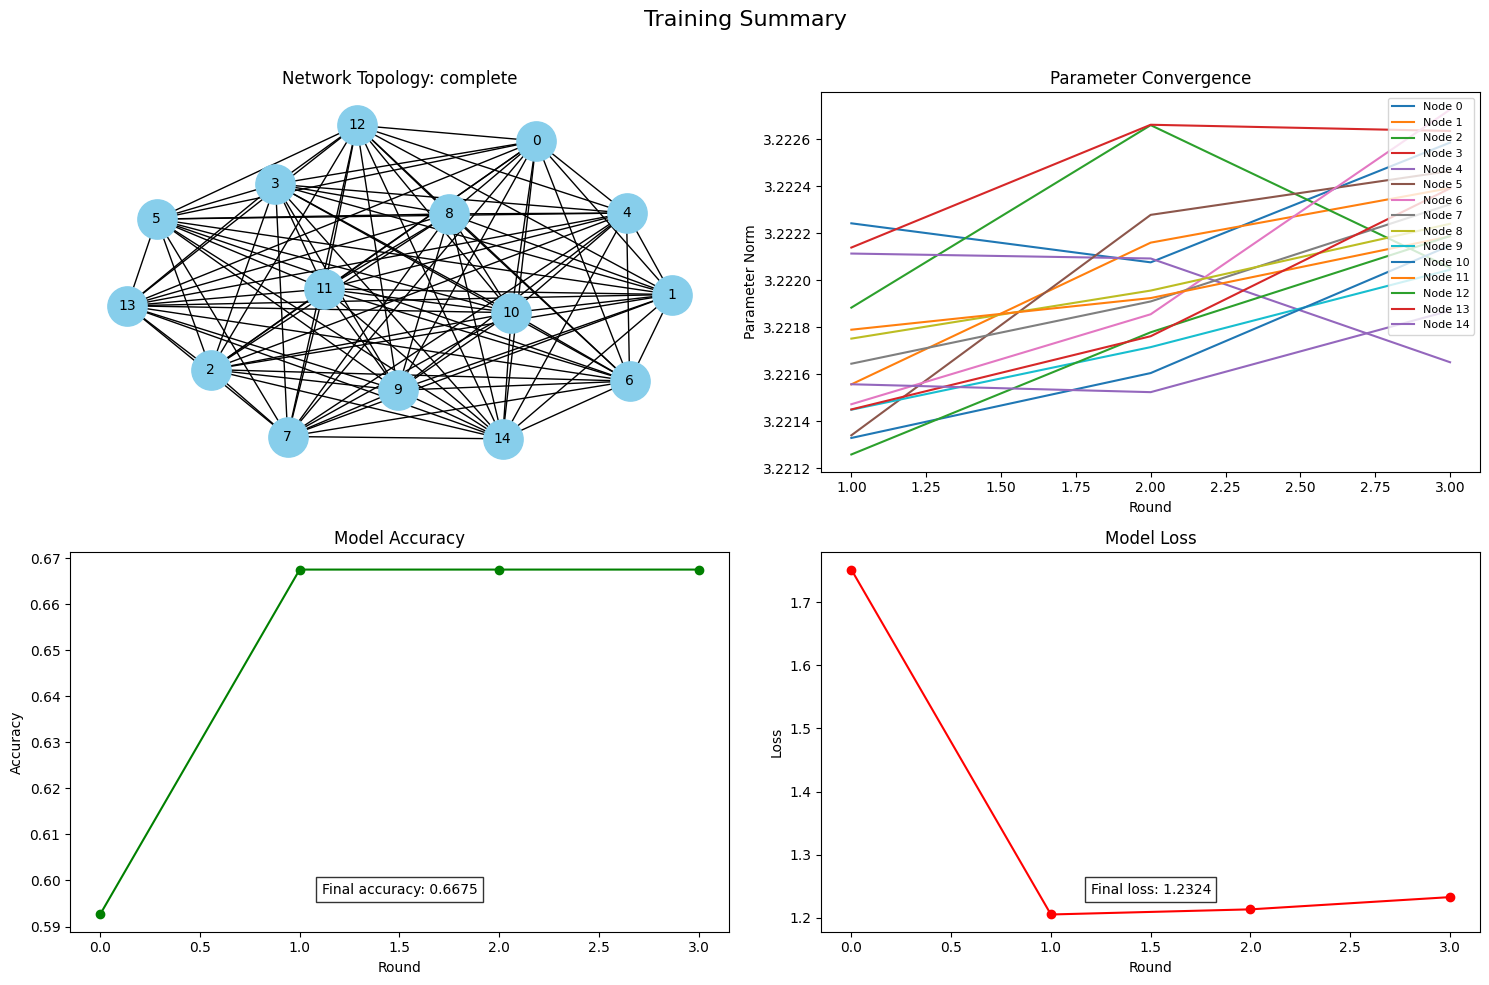 Training Summary
Network Topology: complete
12
0
3
8
4
5
11
1
13
10
2
6
9
7
14
Parameter Convergence
Parameter Norm
3.2226
3.2224
3.2222
3.2220
3.2218
3.2216
3.2214
3.2212
Node 0
Node 1
Node 2
Node 3
Node 4
Node 5
Node 6
Node 7
Node 8
Node 9
Node 10
Node 11
Node 12
Node 13
Node 14
1.00 1.25 1.50 1.75 2.00 2.25 2.50 2.75 3.00
Round
Model Accuracy
Accuracy
0.67
0.66
0.65
0.64
0.63
0.62
0.61
0.60
0.59
Final accuracy: 0.6675
0.0 0.5 1.0 1.5 2.0 2.5 3.0
Round
Model Loss
Loss
1.7
1.6
1.5
1.4
1.3
1.2
Final loss: 1.2324
0.0 0.5 1.0 1.5 2.0 2.5 3.0
Round